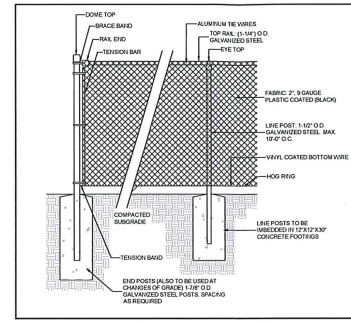 DOME TOP
BRACE BAND
RAIL END
TENSION BAR
ALUMINUM TIE WIRES
TOP RAIL: (1-1/4") O.D.
GALVANIZED STEEL
EYE TOP
FABRIC: 2", 9 GAUGE
PLASTIC COATED (BLACK)
LINE POST: 1-1/2" O.D.
GALVANIZED STEEL. MAX.
10'-0" O.C
VINYL COATED BOTTOM WIRE
HOG RING
COMPACTED
SUBGRADE
LINE POSTS TO BE
IMBEDED IN 12"X12"X30"
CONCRETE FOOTINGS
TENSION BAND
END POSTS (ALSO TO BE USED AT
CHANGES OF GRADE) 1-7/8" O.D
GALVANIZED STEEL POSTS, SPACING
AS REQUIRED